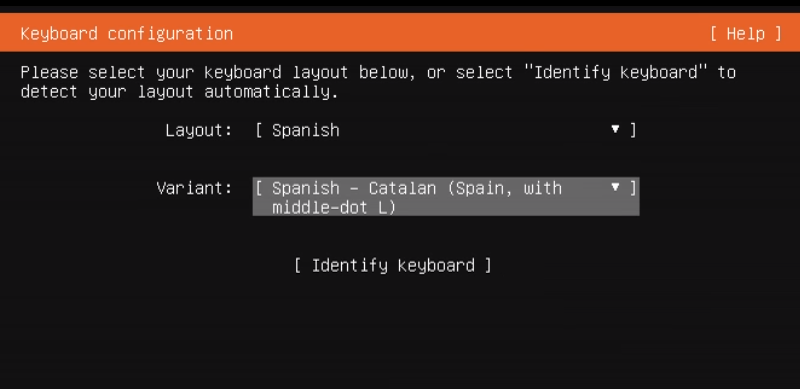 Keyboard configuration [ Help ]
Please select your keyboard layout below, or select "Identify keyboard" to
detect your layout automatically.
Layout: [ Spanish ▾ ]
Variant: [ Spanish – Catalan (Spain, with ▾ ]
middle–dot L)
[ Identify keyboard ]